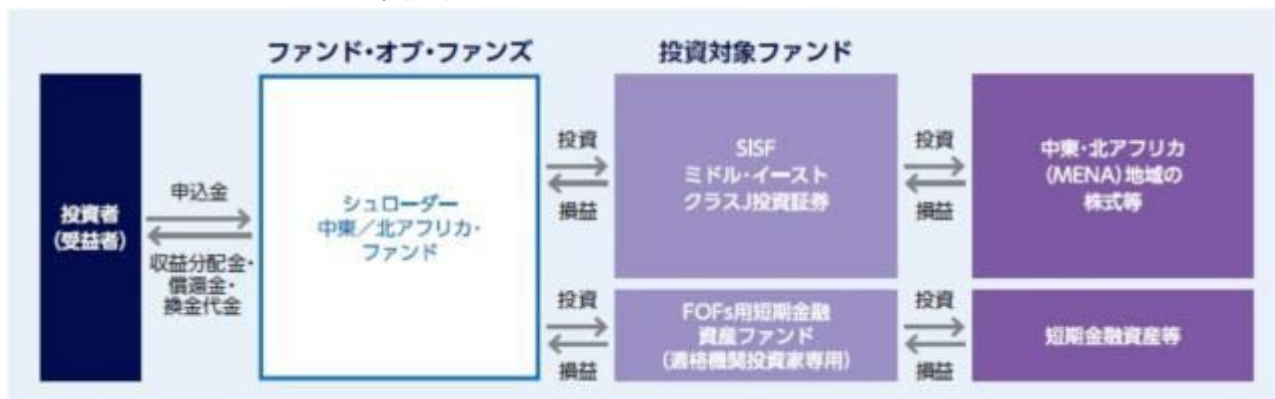 ファンド・オブ・ファンズ
投資対象ファンド
投資者
(受益者)
申込金
収益分配金・
償還金・
換金代金
シュローダー
中東／北アフリカ・
ファンド
投資
損益
SISF
ミドル・イースト
クラスJ投資証券
投資
損益
中東・北アフリカ
(MENA)地域の
株式等
投資
損益
FOFs用短期金融
資産ファンド
(適格機関投資家専用)
投資
損益
短期金融資産等